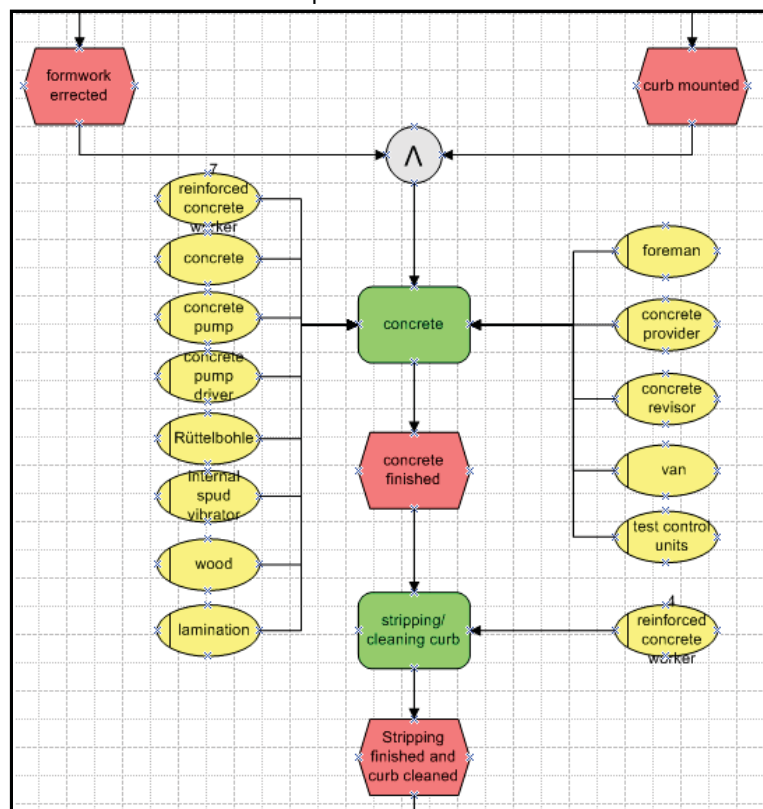 formwork
errected
curb mounted
Λ
7
reinforced
concrete
worker
concrete
concrete
pump
concrete
pump
driver
Rüttelbohle
internal
spud
vibrator
wood
lamination
concrete
foreman
concrete
provider
concrete
revisor
van
test control
units
concrete
finished
stripping/
cleaning curb
4
reinforced
concrete
worker
Stripping
finished and
curb cleaned